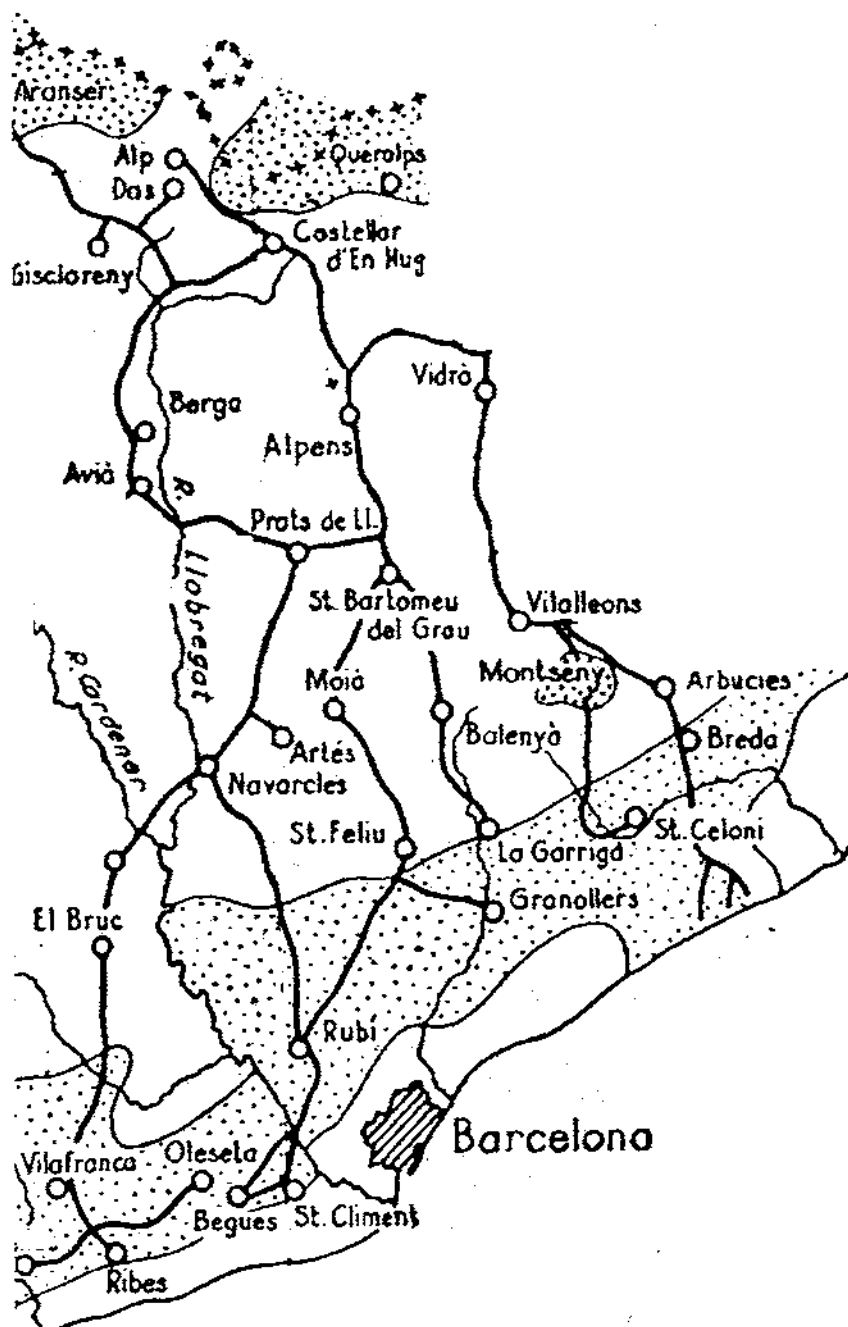 Aranser
Alp
Queralps
Das
Castellar
d'En Hug
Gisclareny
Vidrà
Berga
Alpens
Avià
R. Llobregat
Prats de Ll.
St. Bartomeu
del Grau
Vilalleons
R. Cardener
Montseny
Moià
Arbucies
Balenyà
Breda
Artés
Navarcles
St. Feliu
St. Celoni
La Garriga
Granollers
El Bruc
Rubí
Barcelona
Vilafranca
Olesela
Begues
St. Climent
Ribes